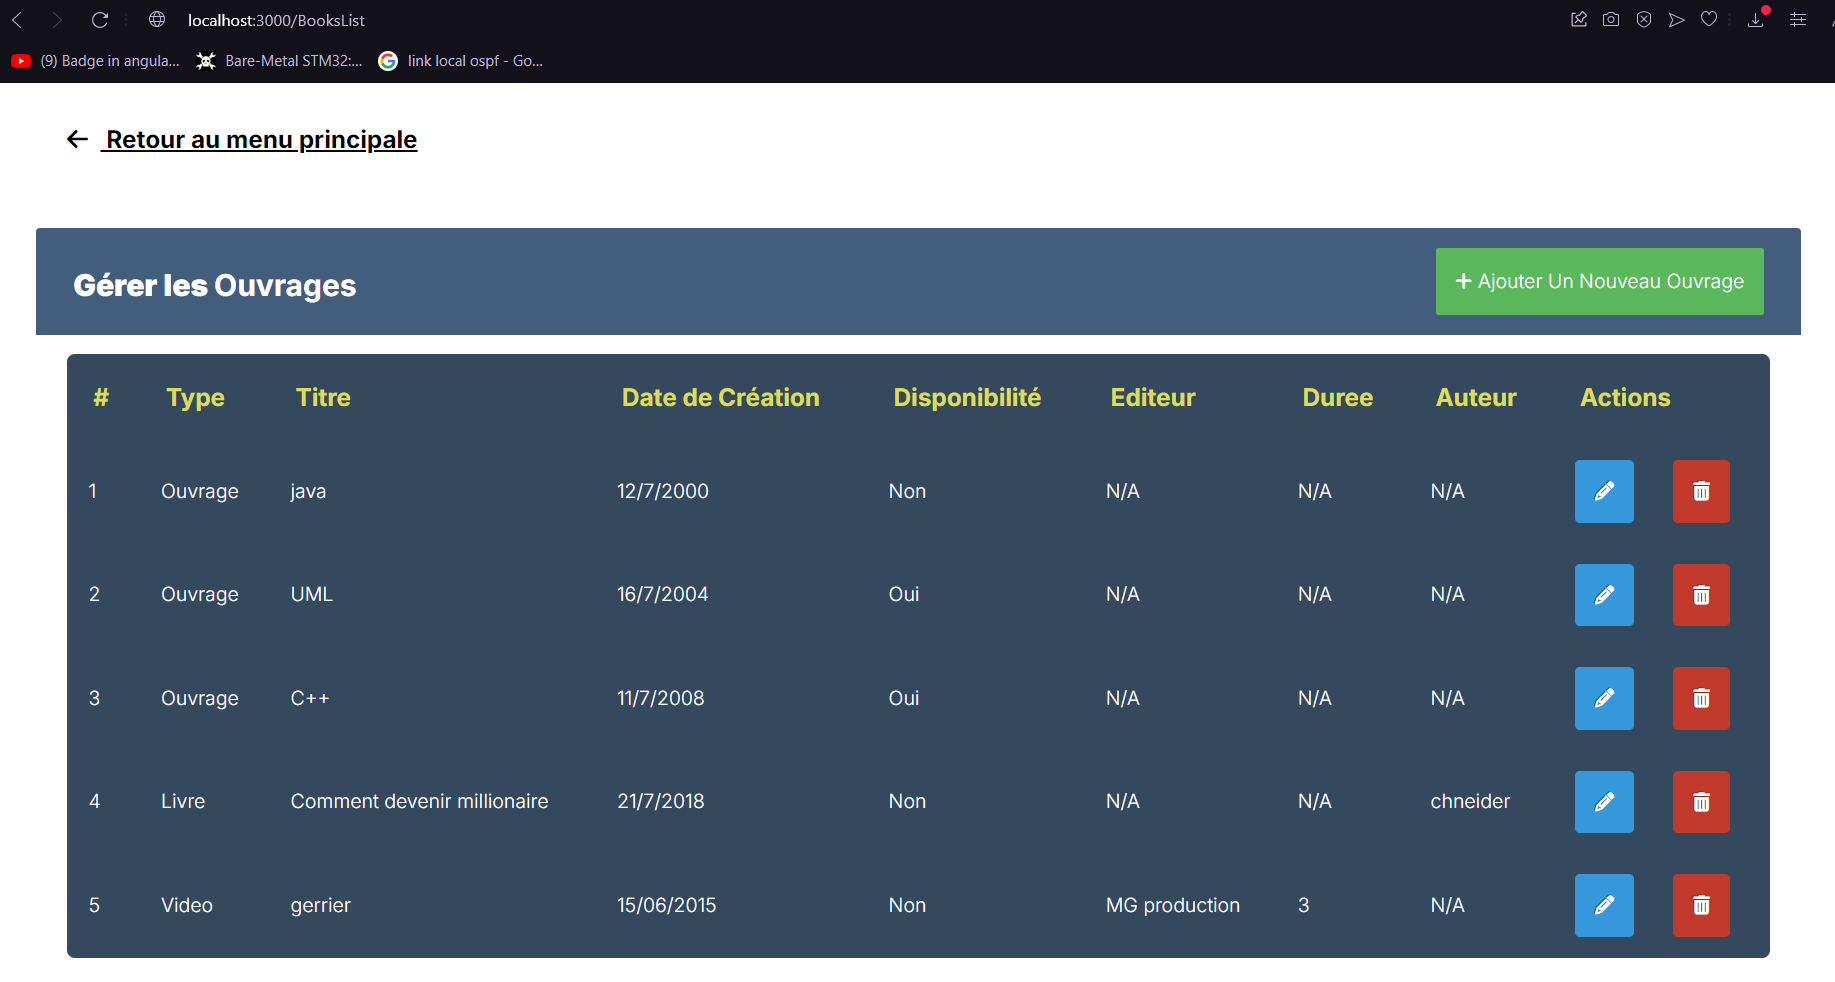 localhost:3000/BooksList
(9) Badge in angula... Bare-Metal STM32:... link local ospf - Go...
Retour au menu principale
Gérer les Ouvrages
+ Ajouter Un Nouveau Ouvrage
# Type Titre Date de Création Disponibilité Editeur Duree Auteur Actions
1 Ouvrage java 12/7/2000 Non N/A N/A N/A
2 Ouvrage UML 16/7/2004 Oui N/A N/A N/A
3 Ouvrage C++ 11/7/2008 Oui N/A N/A N/A
4 Livre Comment devenir millionaire 21/7/2018 Non N/A N/A chneider
5 Video gerrier 15/06/2015 Non MG production 3 N/A